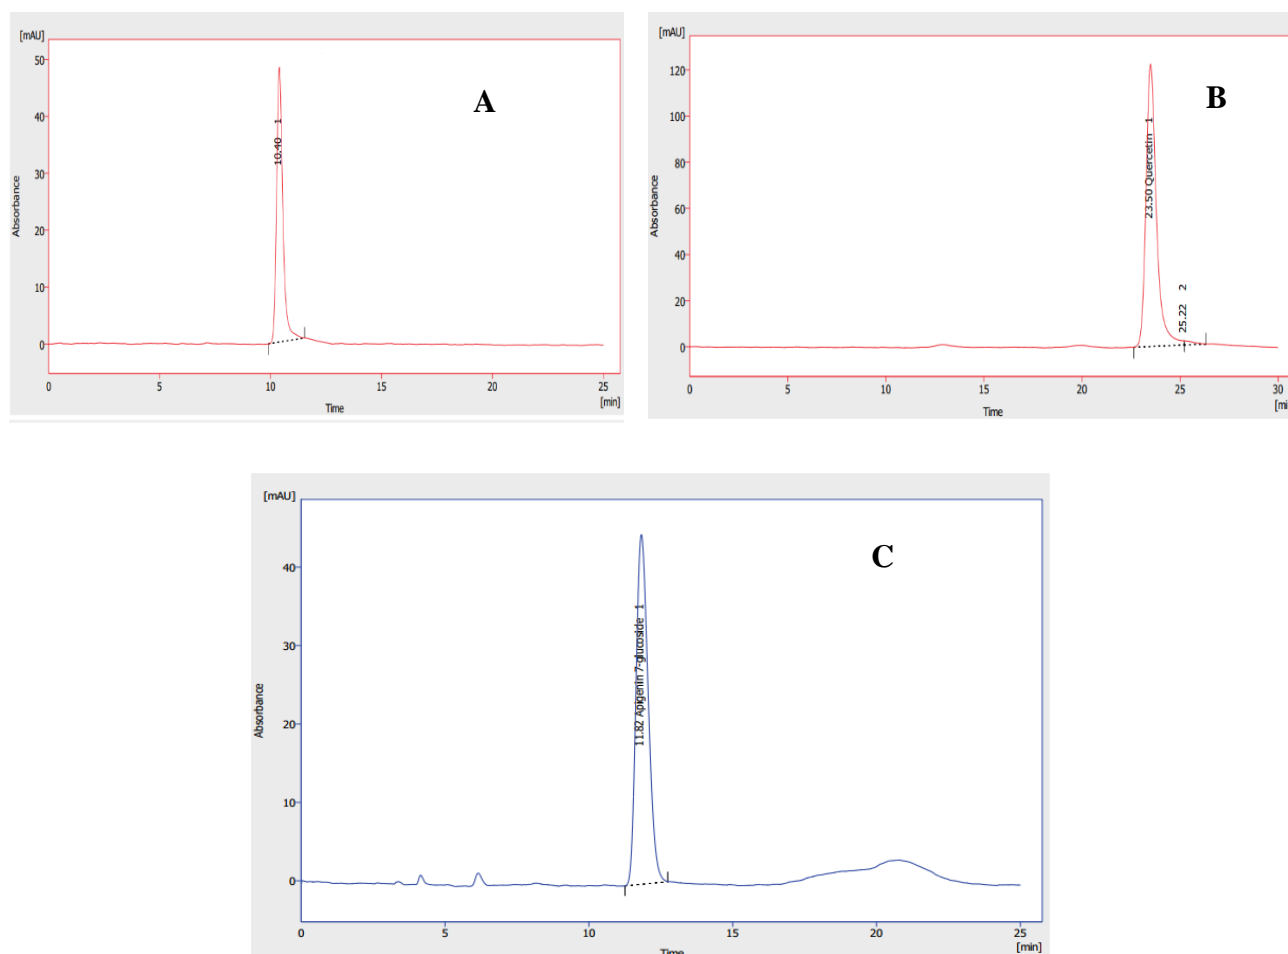 [mAU]
50
40
30
20
10
0
Absorbance
10.40 1
A
0 5 10 15 20 25
Time
[min]
[mAU]
120
100
80
60
40
20
0
Absorbance
23.50 Quercetin 1
25.22 2
B
0 5 10 15 20 25 30
Time
[mi
[mAU]
40
30
20
10
0
Absorbance
11.82 Apigenin 7-glucoside 1
C
0 5 10 15 20 25
Time
[min]